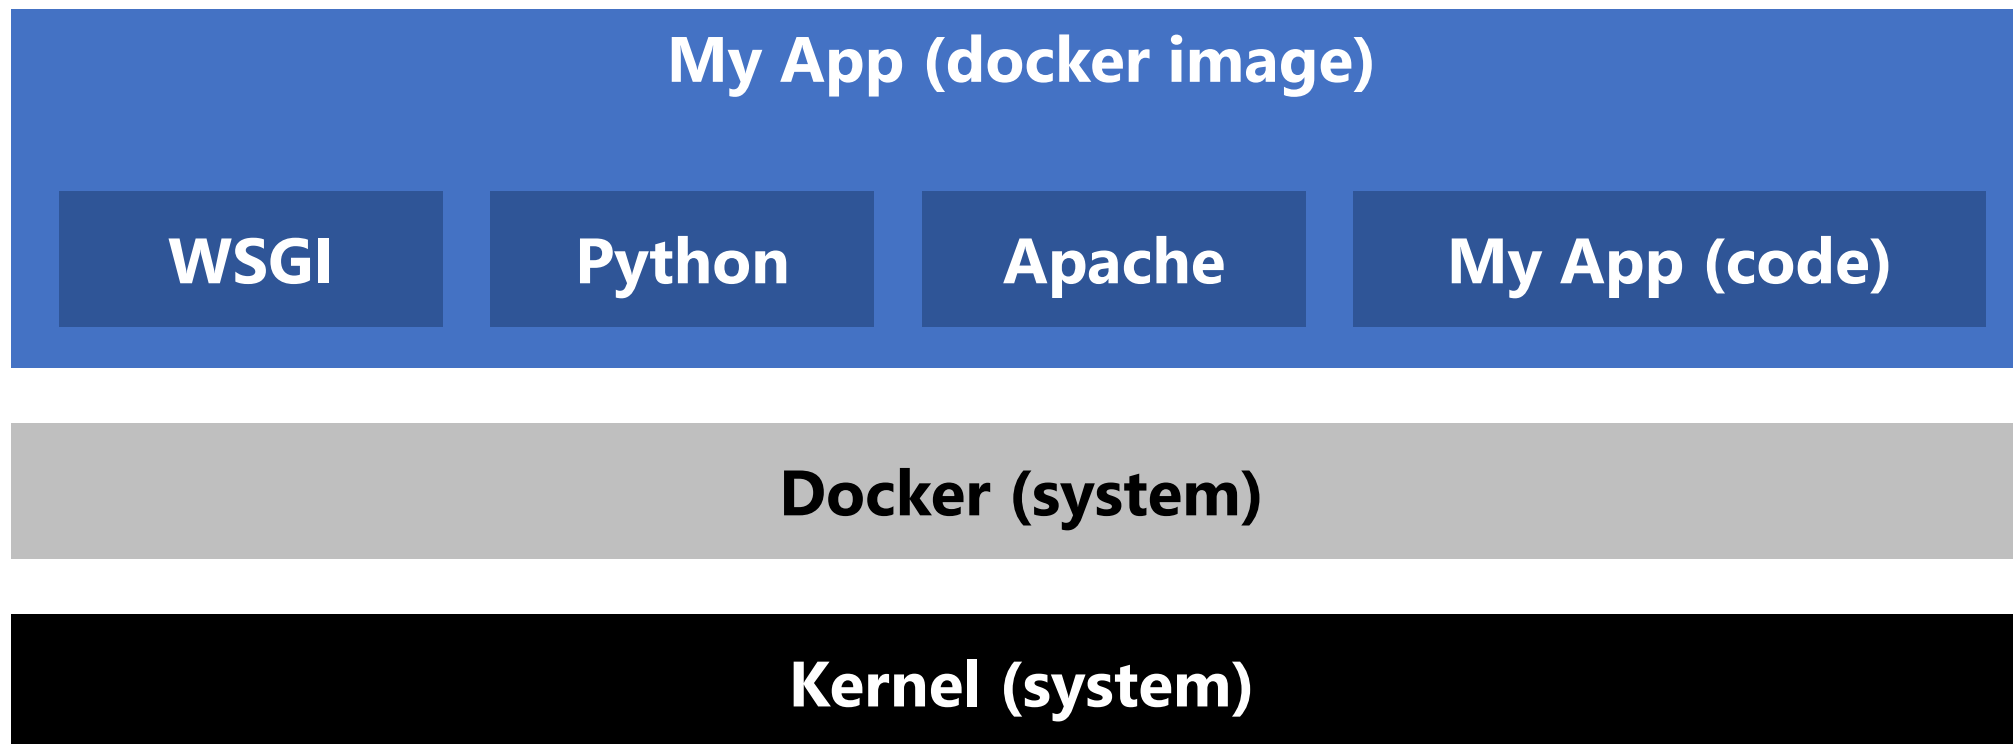 My App (docker image)
WSGI
Python
Apache
My App (code)
Docker (system)
Kernel (system)